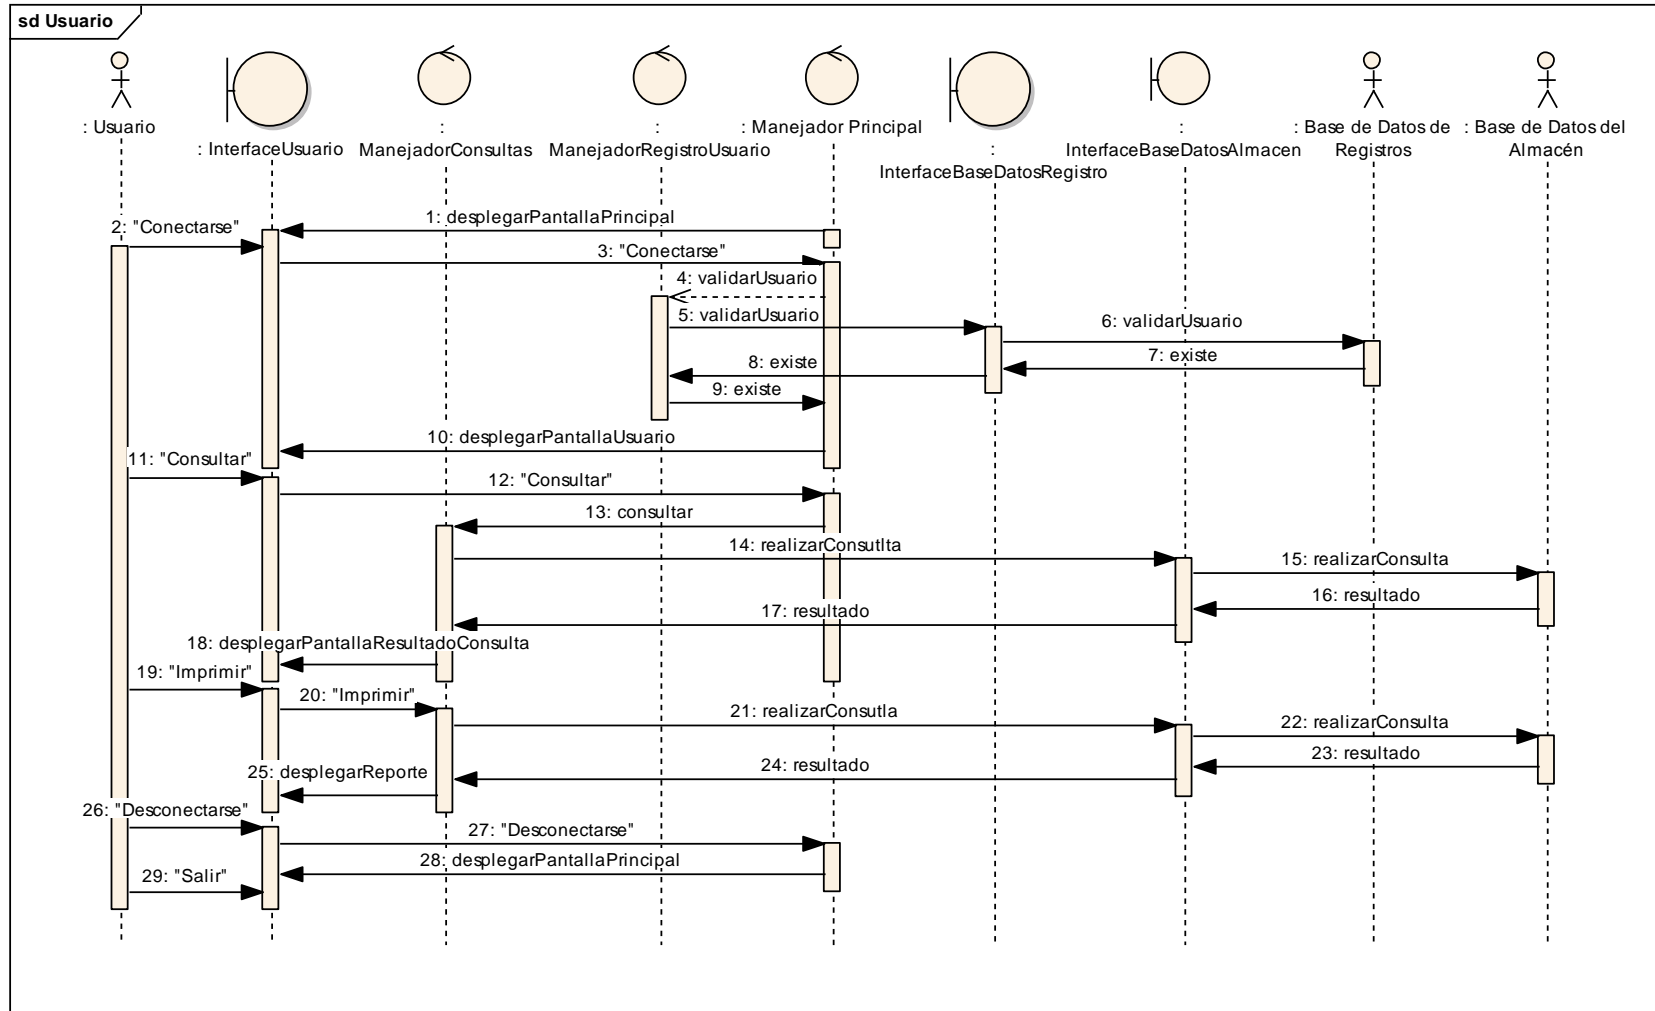 sd Usuario
: Usuario
: InterfaceUsuario
:
ManejadorConsultas
:
ManejadorRegistroUsuario
: Manejador Principal
:
InterfaceBaseDatosRegistro
:
InterfaceBaseDatosAlmacen
: Base de Datos de
Registros
: Base de Datos del
Almacén
1: desplegarPantallaPrincipal
2: "Conectarse"
3: "Conectarse"
4: validarUsuario
5: validarUsuario
6: validarUsuario
7: existe
8: existe
9: existe
10: desplegarPantallaUsuario
11: "Consultar"
12: "Consultar"
13: consultar
14: realizarConsutlta
15: realizarConsulta
16: resultado
17: resultado
18: desplegarPantallaResultadoConsulta
19: "Imprimir"
20: "Imprimir"
21: realizarConsutla
22: realizarConsulta
23: resultado
24: resultado
25: desplegarReporte
26: "Desconectarse"
27: "Desconectarse"
28: desplegarPantallaPrincipal
29: "Salir"